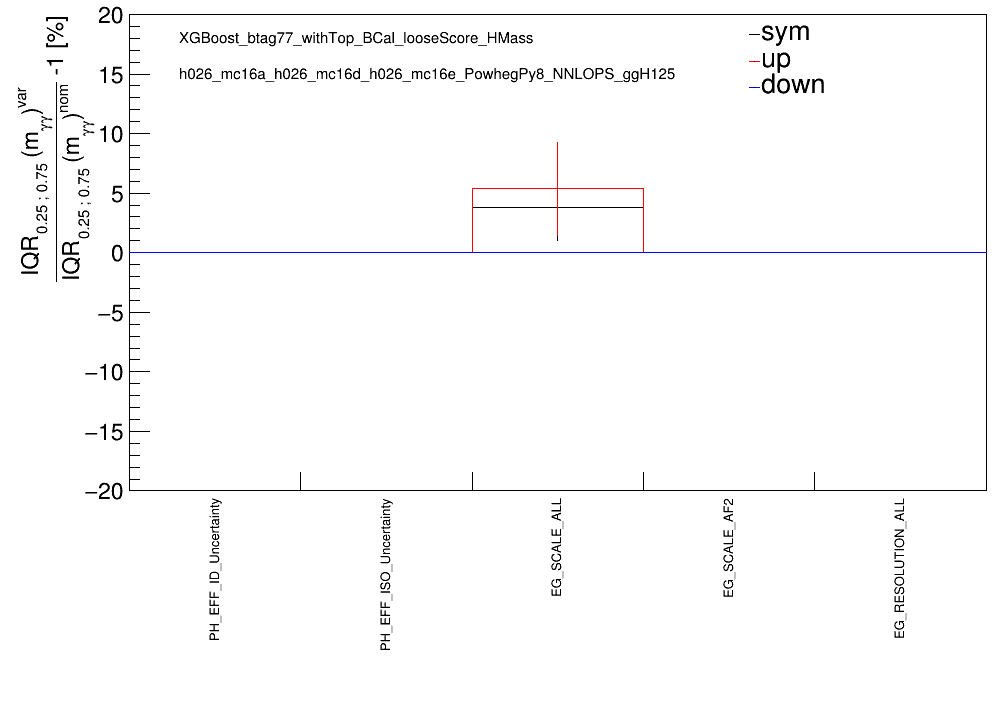 20
XGBoost_btag77_withTop_BCal_looseScore_HMass
h026_mc16a_h026_mc16d_h026_mc16e_PowhegPy8_NNLOPS_ggH125
sym
up
down
IQR0.25 ; 0.75 (mγγ)var
IQR0.25 ; 0.75 (mγγ)nom
-1 [%]
15
10
5
0
−5
−10
−15
−20
PH_EFF_ID_Uncertainty
PH_EFF_ISO_Uncertainty
EG_SCALE_ALL
EG_SCALE_AF2
EG_RESOLUTION_ALL